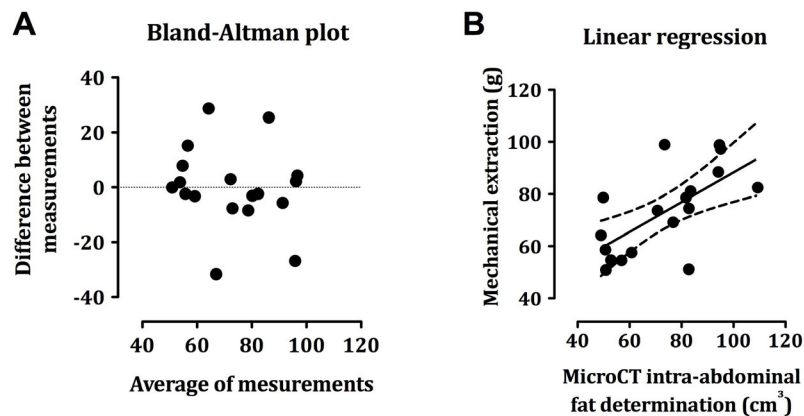 A
Bland-Altman plot
Difference between
measurements
40
20
0
-20
-40
40 60 80 100 120
Average of mesurements
B
Linear regression
Mechanical extraction (g)
120
100
80
60
40
40 60 80 100 120
MicroCT intra-abdominal
fat determination (cm³)